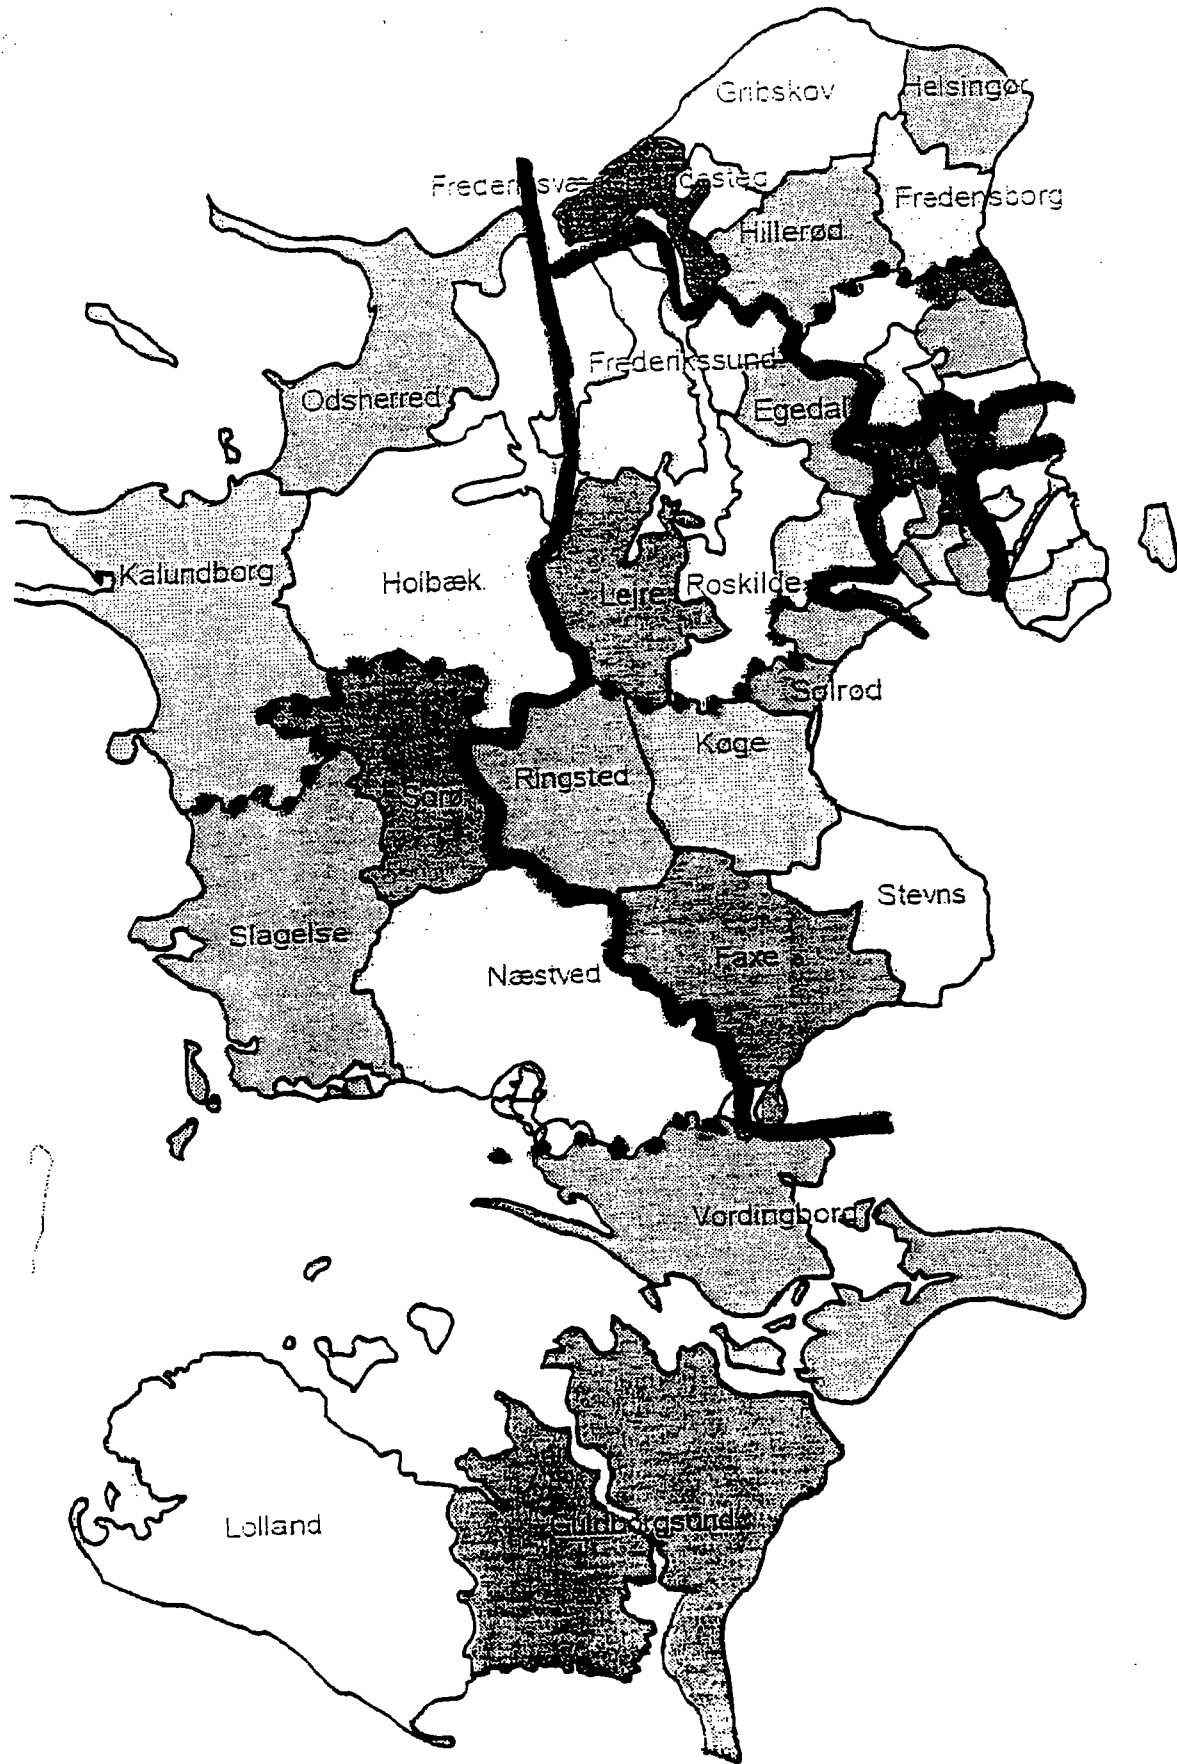 Gribskov
Helsingør
Fredensborg
Hillerød
Frederikssund
Odsherred
Egedal
Kalundborg
Holbæk
Lejre
Roskilde
Solrød
Køge
Ringsted
Sorø
Stevns
Slagelse
Faxe
Næstved
Vordingbord
Guldborgsund
Lolland